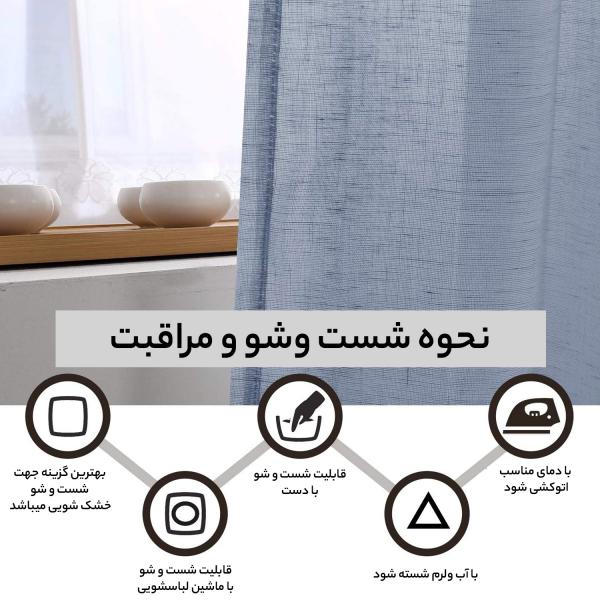 نحوه شست وشو و مراقبت
با دمای مناسب
اتوکشی شود
با آب ولرم شسته شود
قابلیت شست و شو
با دست
قابلیت شست و شو
با ماشین لباسشویی
بهترین گزینه جهت
شست و شو
خشک شویی میباشد